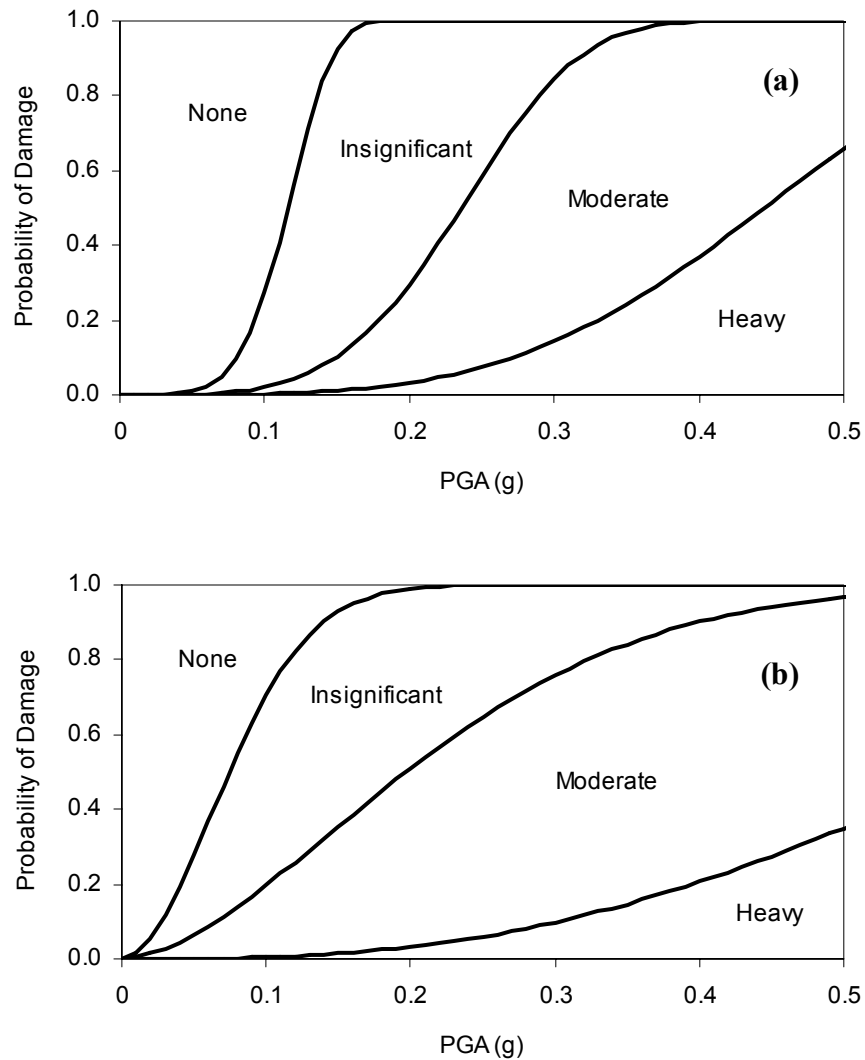 1.0
(a)
0.8
None
Insignificant
0.6
Moderate
0.4
0.2
Heavy
0.0
0 0.1 0.2 0.3 0.4 0.5
PGA (g)
Probability of Damage
1.0
None
(b)
0.8
Insignificant
0.6
Moderate
0.4
0.2
Heavy
0.0
0 0.1 0.2 0.3 0.4 0.5
PGA (g)
Probability of Damage